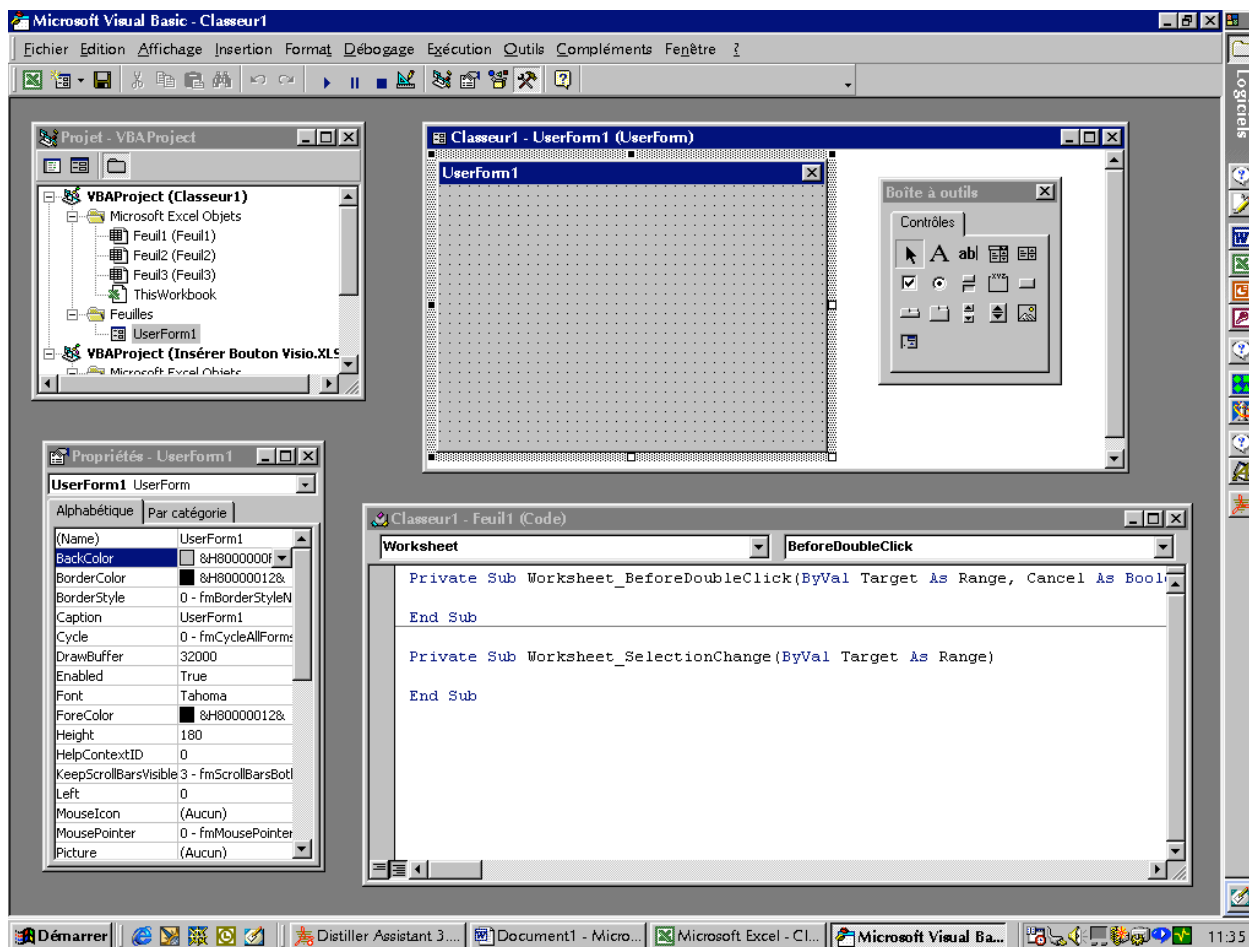 Microsoft Visual Basic - Classeur1
Fichier Edition Affichage Insertion Format Débogage Exécution Outils Compléments Fenêtre ?
Logiciels
Projet - VBAProject
VBAProject (Classeur1)
Microsoft Excel Objets
Feuil1 (Feuil1)
Feuil2 (Feuil2)
Feuil3 (Feuil3)
ThisWorkbook
Feuilles
UserForm1
VBAProject (Insérer Bouton Visio.XLS
Microsoft Excel Objets
Classeur1 - UserForm1 (UserForm)
UserForm1
Boîte à outils
Contrôles
A ab|
xyz
Propriétés - UserForm1
UserForm1 UserForm
Alphabétique Par catégorie
(Name) UserForm1
BackColor &H8000000F
BorderColor &H80000012&
BorderStyle 0 - fmBorderStyleN
Caption UserForm1
Cycle 0 - fmCycleAllForms
DrawBuffer 32000
Enabled True
Font Tahoma
ForeColor &H80000012&
Height 180
HelpContextID 0
KeepScrollBarsVisible 3 - fmScrollBarsBotl
Left 0
MouseIcon (Aucun)
MousePointer 0 - fmMousePointer
Picture (Aucun)
Classeur1 - Feuil1 (Code)
Worksheet BeforeDoubleClick
Private Sub Worksheet_BeforeDoubleClick(ByVal Target As Range, Cancel As Boole
End Sub
Private Sub Worksheet_SelectionChange(ByVal Target As Range)
End Sub
Démarrer Distiller Assistant 3.... Document1 - Micro... Microsoft Excel - Cl... Microsoft Visual Ba... 11:35